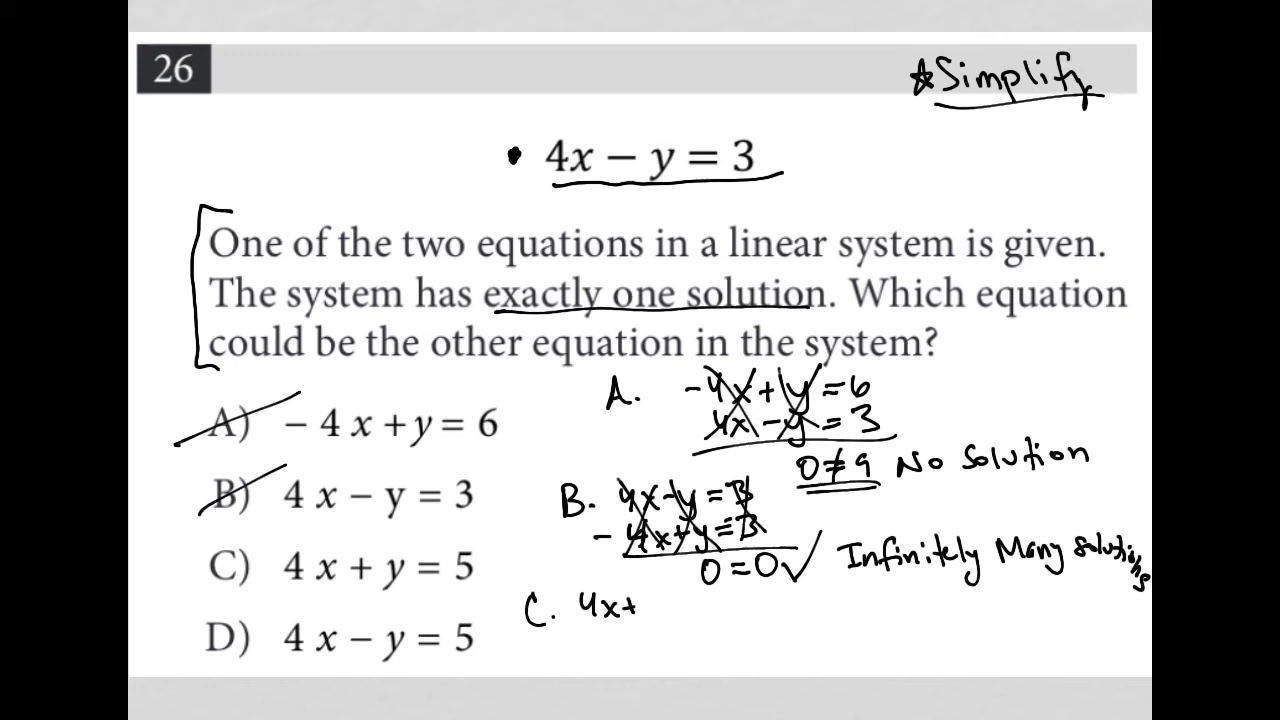 26
☆Simplify
• 4x − y = 3
One of the two equations in a linear system is given.
The system has exactly one solution. Which equation
could be the other equation in the system?
A) − 4 x + y = 6
B) 4 x − y = 3
C) 4 x + y = 5
D) 4 x − y = 5
A. −4x + y = 6
4x − y = 3
0 ≠ 9 No Solution
B. 4x − y = 3
− 4x + y = 3
0 = 0 ✓ Infinitely Many solutions
C. 4x+